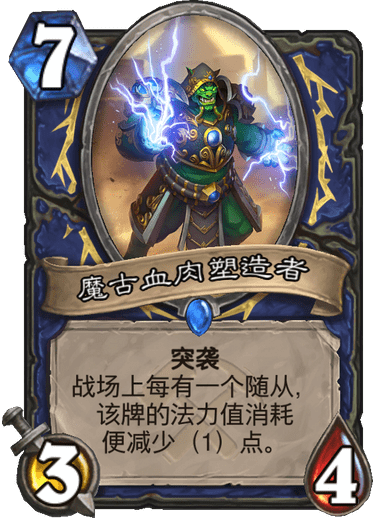 7
魔古血肉塑造者
突袭
战场上每有一个随从，
该牌的法力值消耗
便减少（1）点。
3
4